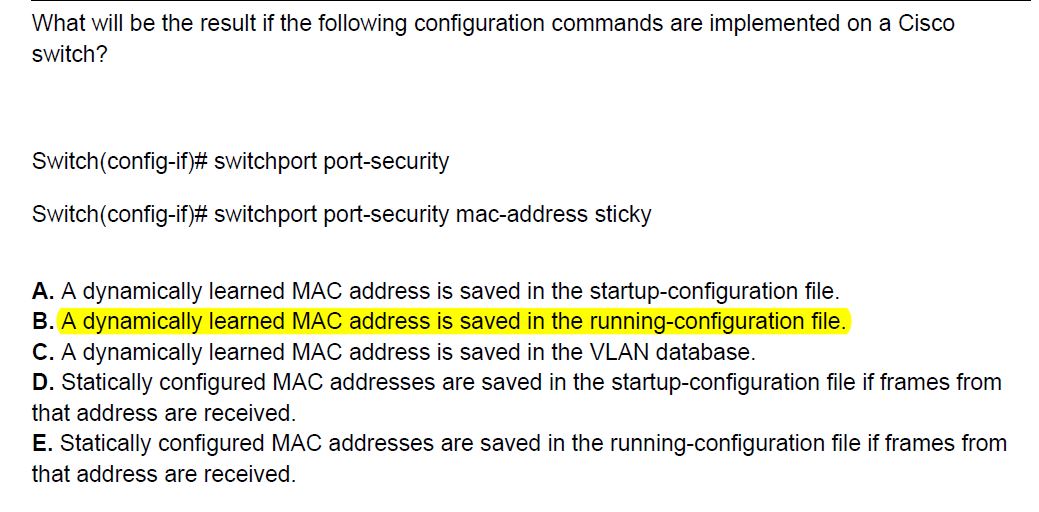 What will be the result if the following configuration commands are implemented on a Cisco
switch?
Switch(config-if)# switchport port-security
Switch(config-if)# switchport port-security mac-address sticky
A. A dynamically learned MAC address is saved in the startup-configuration file.
B. A dynamically learned MAC address is saved in the running-configuration file.
C. A dynamically learned MAC address is saved in the VLAN database.
D. Statically configured MAC addresses are saved in the startup-configuration file if frames from
that address are received.
E. Statically configured MAC addresses are saved in the running-configuration file if frames from
that address are received.